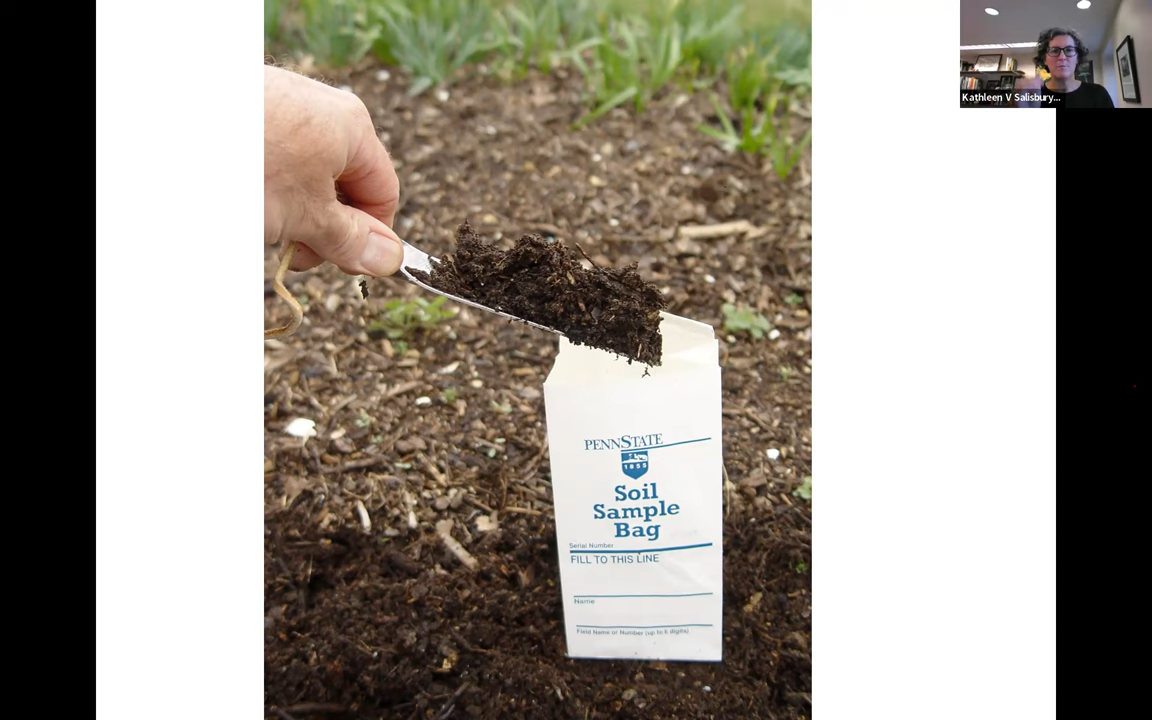 Kathleen V Salisbury...
PENNSTATE
1855
Soil
Sample
Bag
Serial Number
FILL TO THIS LINE
Name
Field Name or Number (up to 6 digits)